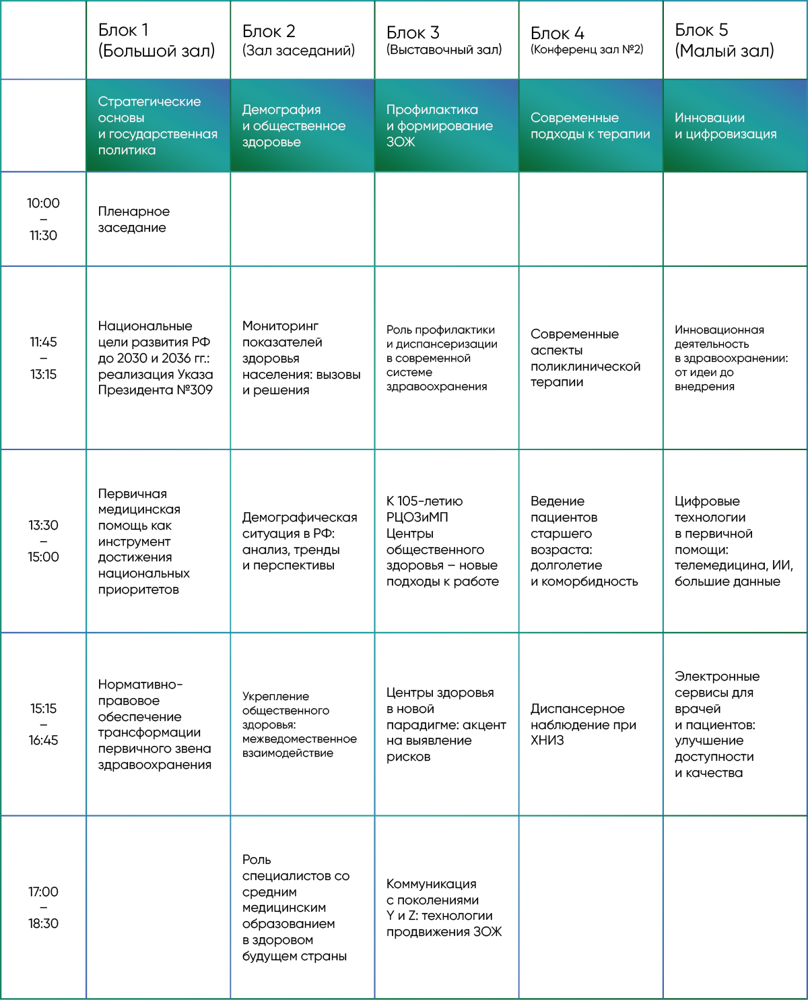 Блок 1
(Большой зал)
Блок 2
(Зал заседаний)
Блок 3
(Выставочный зал)
Блок 4
(Конференц зал №2)
Блок 5
(Малый зал)
Стратегические
основы
и государственная
политика
Демография
и общественное
здоровье
Профилактика
и формирование
ЗОЖ
Современные
подходы к терапии
Инновации
и цифровизация
10:00
–
11:30
Пленарное
заседание
11:45
–
13:15
Национальные
цели развития РФ
до 2030 и 2036 гг.:
реализация Указа
Президента №309
Мониторинг
показателей
здоровья
населения: вызовы
и решения
Роль профилактики
и диспансеризации
в современной
системе
здравоохранения
Современные
аспекты
поликлинической
терапии
Инновационная
деятельность
в здравоохранении:
от идеи до
внедрения
13:30
–
15:00
Первичная
медицинская
помощь как
инструмент
достижения
национальных
приоритетов
Демографическая
ситуация в РФ:
анализ, тренды
и перспективы
К 105-летию
РЦОЗиМП
Центры
общественного
здоровья – новые
подходы к работе
Ведение
пациентов
старшего
возраста:
долголетие
и коморбидность
Цифровые
технологии
в первичной
помощи:
телемедицина, ИИ,
большие данные
15:15
–
16:45
Нормативно-
правовое
обеспечение
трансформации
первичного звена
здравоохранения
Укрепление
общественного
здоровья:
межведомственное
взаимодействие
Центры здоровья
в новой
парадигме: акцент
на выявление
рисков
Диспансерное
наблюдение при
ХНИЗ
Электронные
сервисы для
врачей
и пациентов:
улучшение
доступности
и качества
17:00
–
18:30
Роль
специалистов со
средним
медицинским
образованием
в здоровом
будущем страны
Коммуникация
с поколениями
Y и Z: технологии
продвижения ЗОЖ